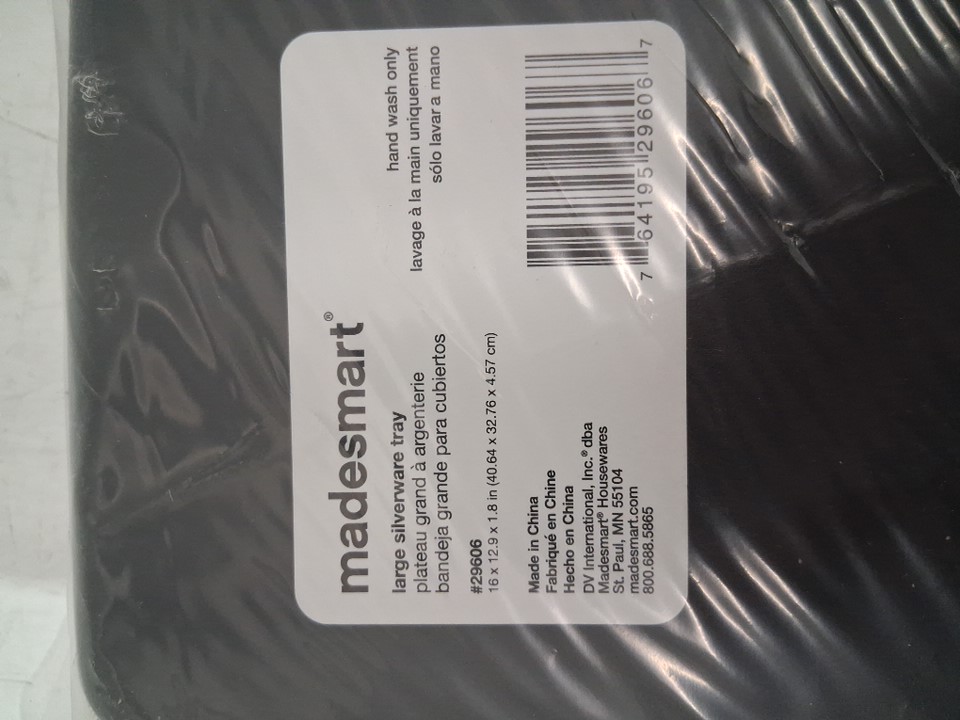 madesmart®
large silverware tray
plateau grand à argenterie
bandeja grande para cubiertos
hand wash only
lavage à la main uniquement
sólo lavar a mano
#29606
16 x 12.9 x 1.8 in (40.64 x 32.76 x 4.57 cm)
Made in China
Fabriqué en Chine
Hecho en China
DV International, Inc.® dba
Madesmart® Housewares
St. Paul, MN 55104
madesmart.com
800.688.5865
7 64195 29606 7